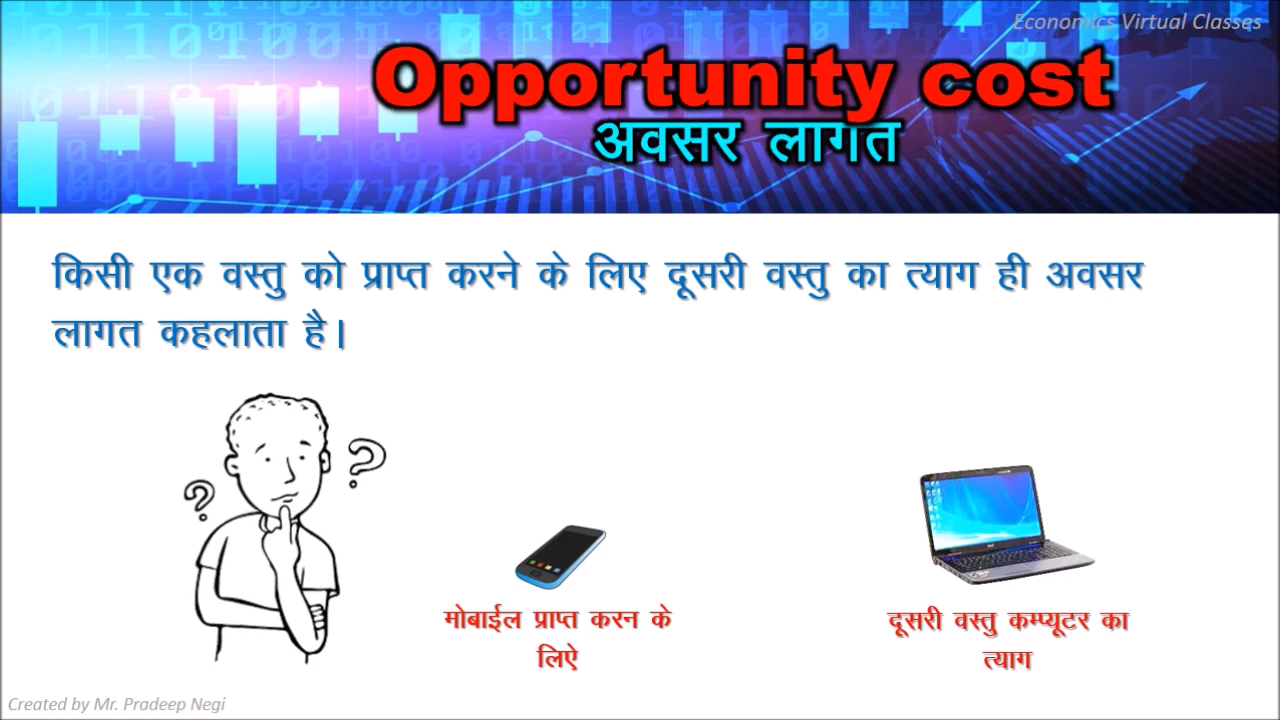 Economics Virtual Classes
Opportunity cost
अवसर लागत
किसी एक वस्तु को प्राप्त करने के लिए दूसरी वस्तु का त्याग ही अवसर
लागत कहलाता है।
? ?
मोबाईल प्राप्त करन के
लिऐ
दूसरी वस्तु कम्प्यूटर का
त्याग
Created by Mr. Pradeep Negi